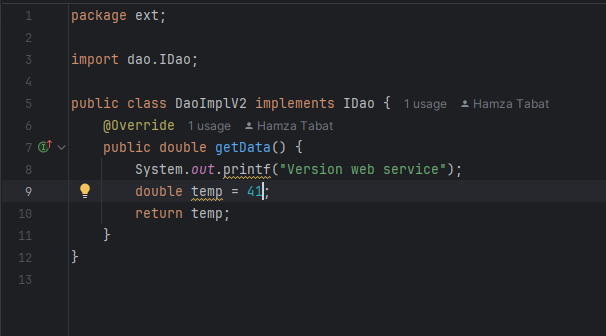 1 package ext;
2
3 import dao.IDao;
4
5 public class DaoImplV2 implements IDao { 1 usage Hamza Tabat
6 @Override 1 usage Hamza Tabat
7 public double getData() {
8 System.out.printf("Version web service");
9 double temp = 41;
10 return temp;
11 }
12 }
13